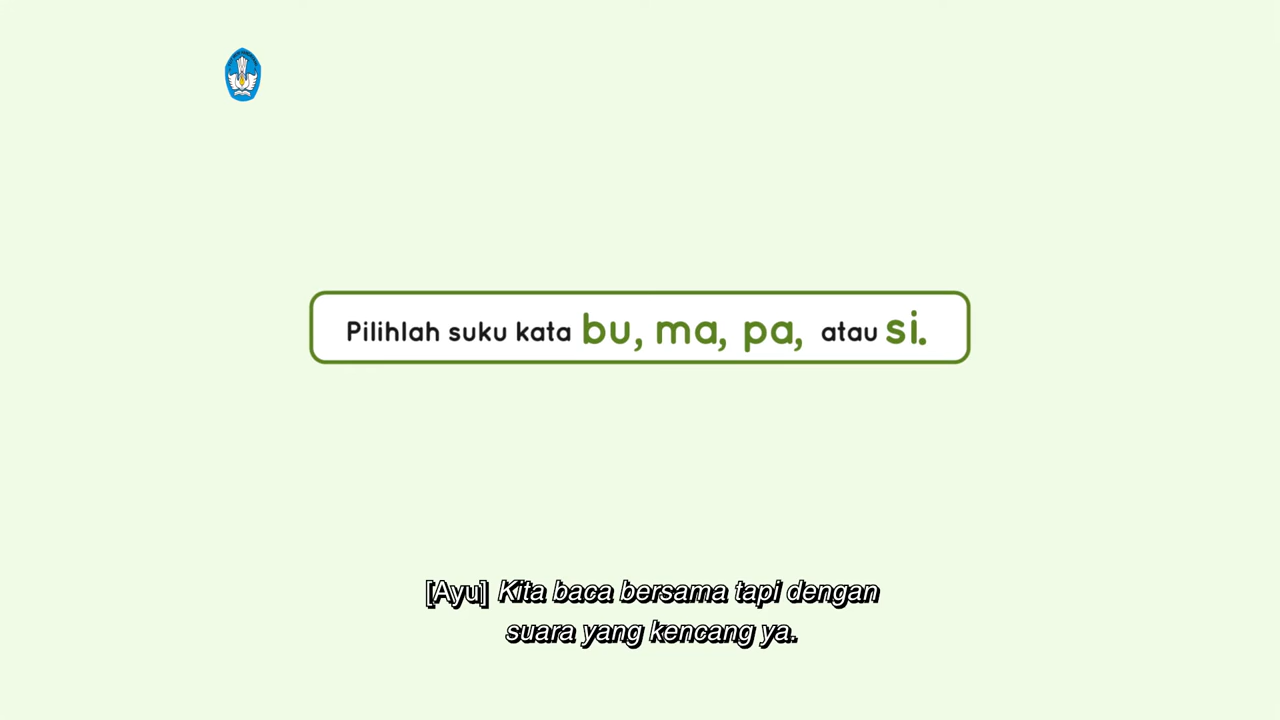 Pilihlah suku kata bu, ma, pa, atau si.
[Ayu] Kita baca bersama tapi dengan
suara yang kencang ya.